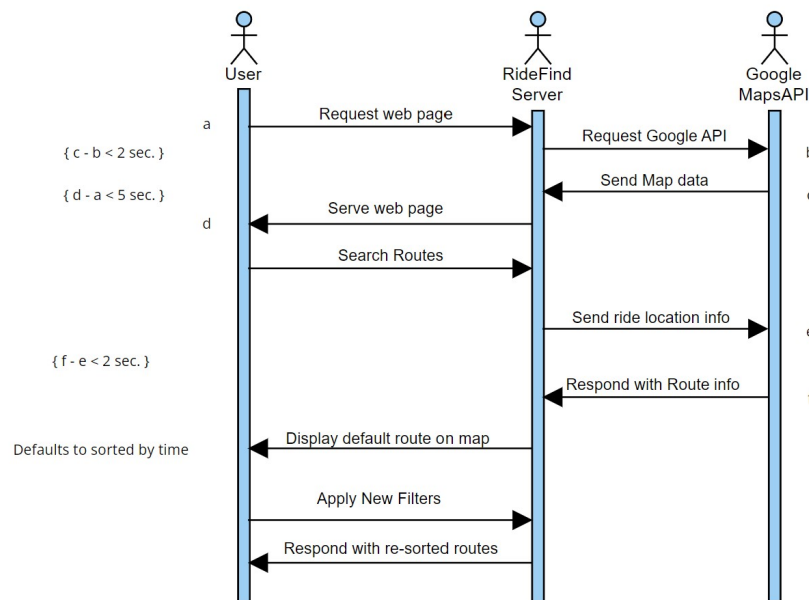 User
RideFind
Server
Google
MapsAPI
a
Request web page
Request Google API
b
{ c - b < 2 sec. }
Send Map data
{ d - a < 5 sec. }
Serve web page
d
Search Routes
Send ride location info
{ f - e < 2 sec. }
Respond with Route info
Display default route on map
Defaults to sorted by time
Apply New Filters
Respond with re-sorted routes